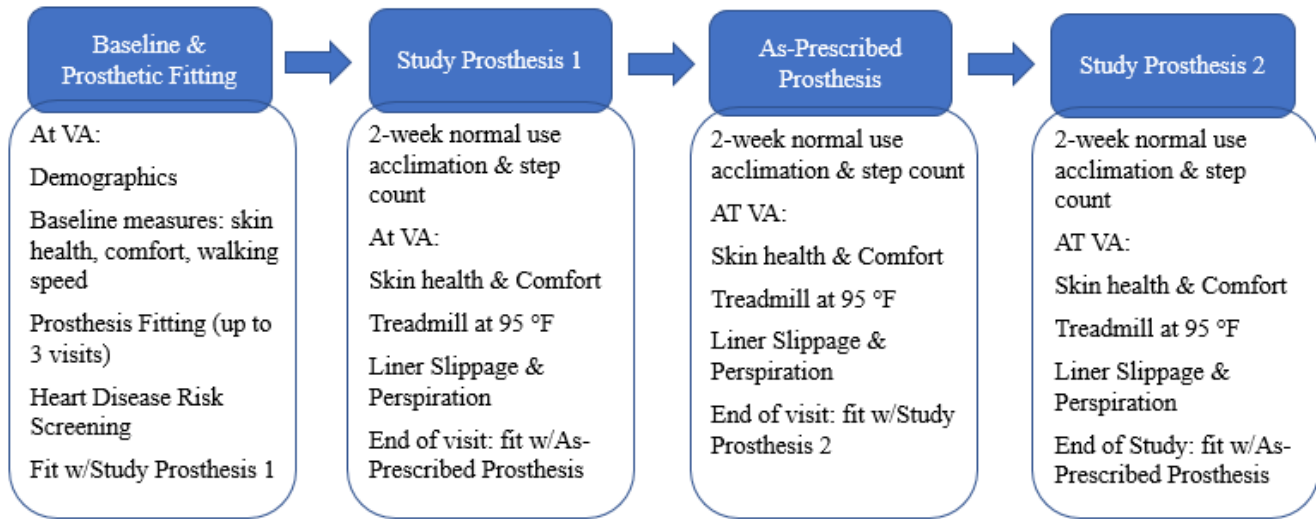 Baseline &
Prosthetic Fitting
At VA:
Demographics
Baseline measures: skin
health, comfort, walking
speed
Prosthesis Fitting (up to
3 visits)
Heart Disease Risk
Screening
Fit w/Study Prosthesis 1
Study Prosthesis 1
2-week normal use
acclimation & step
count
At VA:
Skin health & Comfort
Treadmill at 95 °F
Liner Slippage &
Perspiration
End of visit: fit w/As-
Prescribed Prosthesis
As-Prescribed
Prosthesis
2-week normal use
acclimation & step count
AT VA:
Skin health & Comfort
Treadmill at 95 °F
Liner Slippage &
Perspiration
End of visit: fit w/Study
Prosthesis 2
Study Prosthesis 2
2-week normal use
acclimation & step
count
AT VA:
Skin health & Comfort
Treadmill at 95 °F
Liner Slippage &
Perspiration
End of Study: fit w/As-
Prescribed Prosthesis